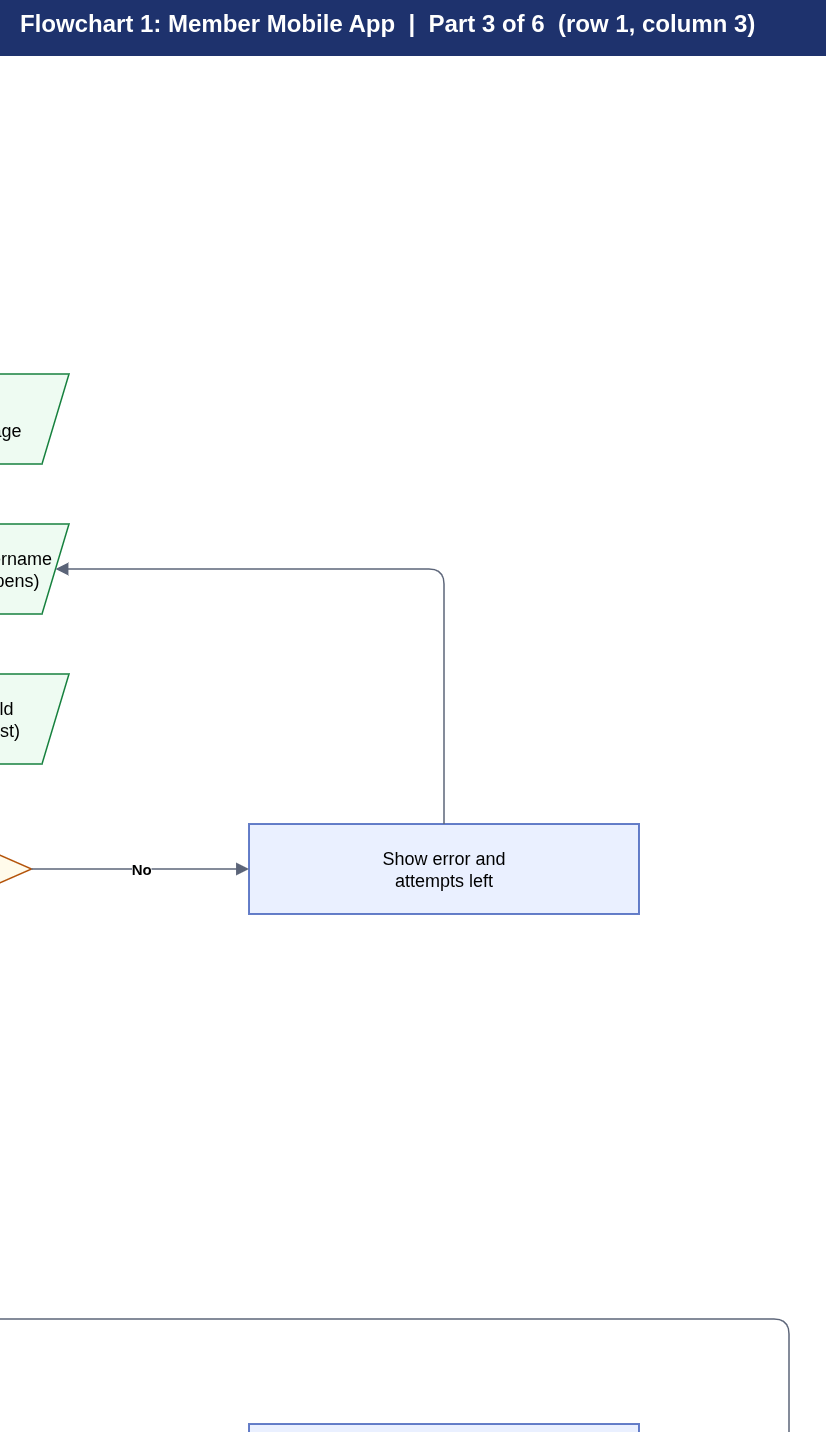 Flowchart 1: Member Mobile App | Part 3 of 6 (row 1, column 3)
age
ername
pens)
ld
st)
No
Show error and
attempts left